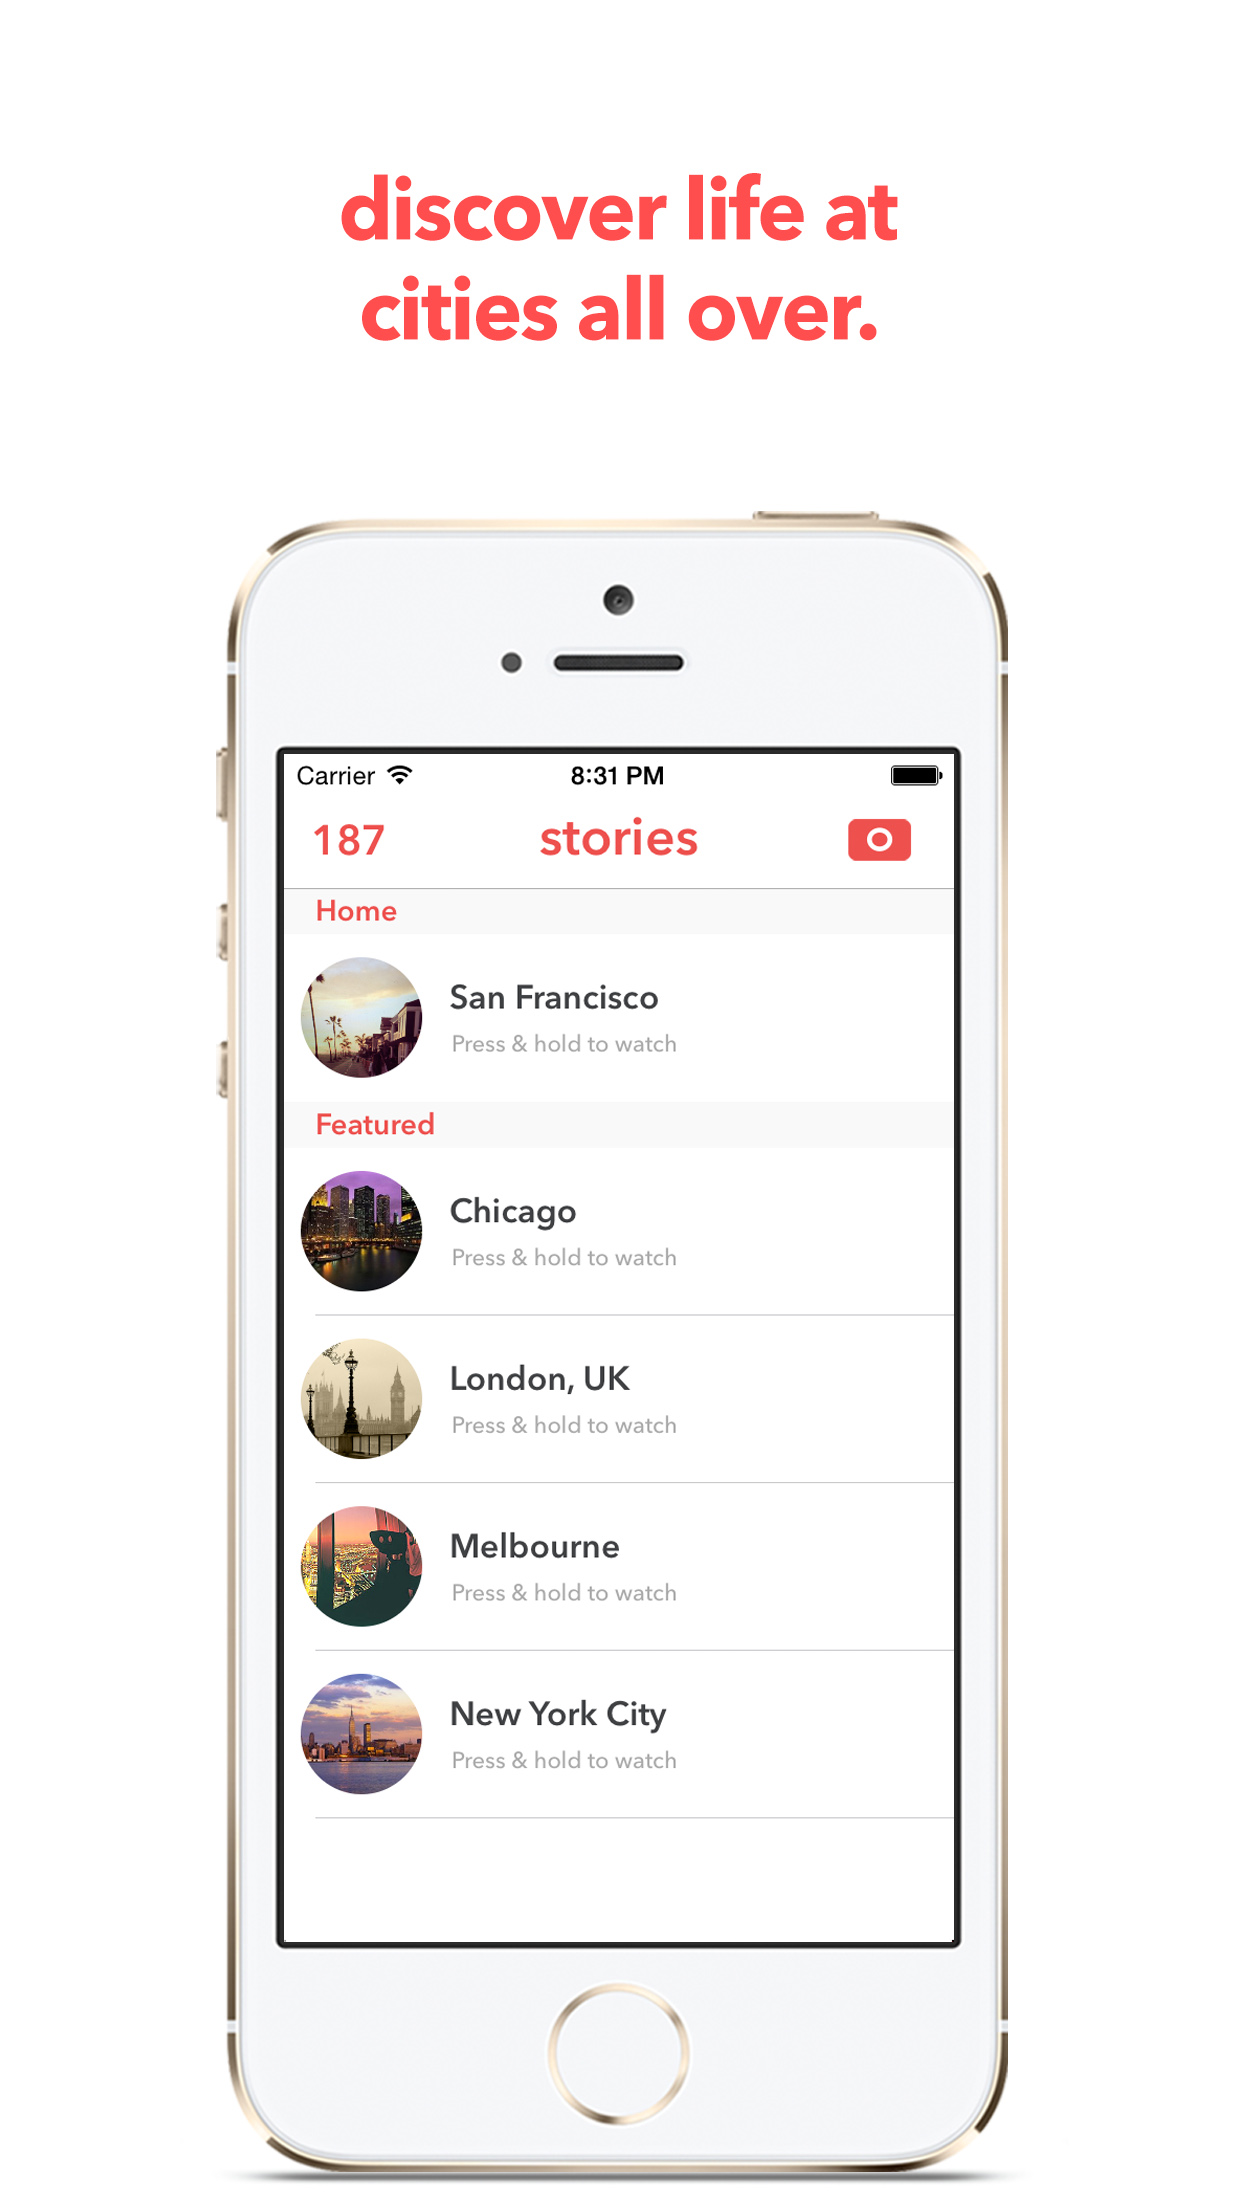 discover life at
cities all over.
Carrier 8:31 PM
187 stories
Home
San Francisco
Press & hold to watch
Featured
Chicago
Press & hold to watch
London, UK
Press & hold to watch
Melbourne
Press & hold to watch
New York City
Press & hold to watch